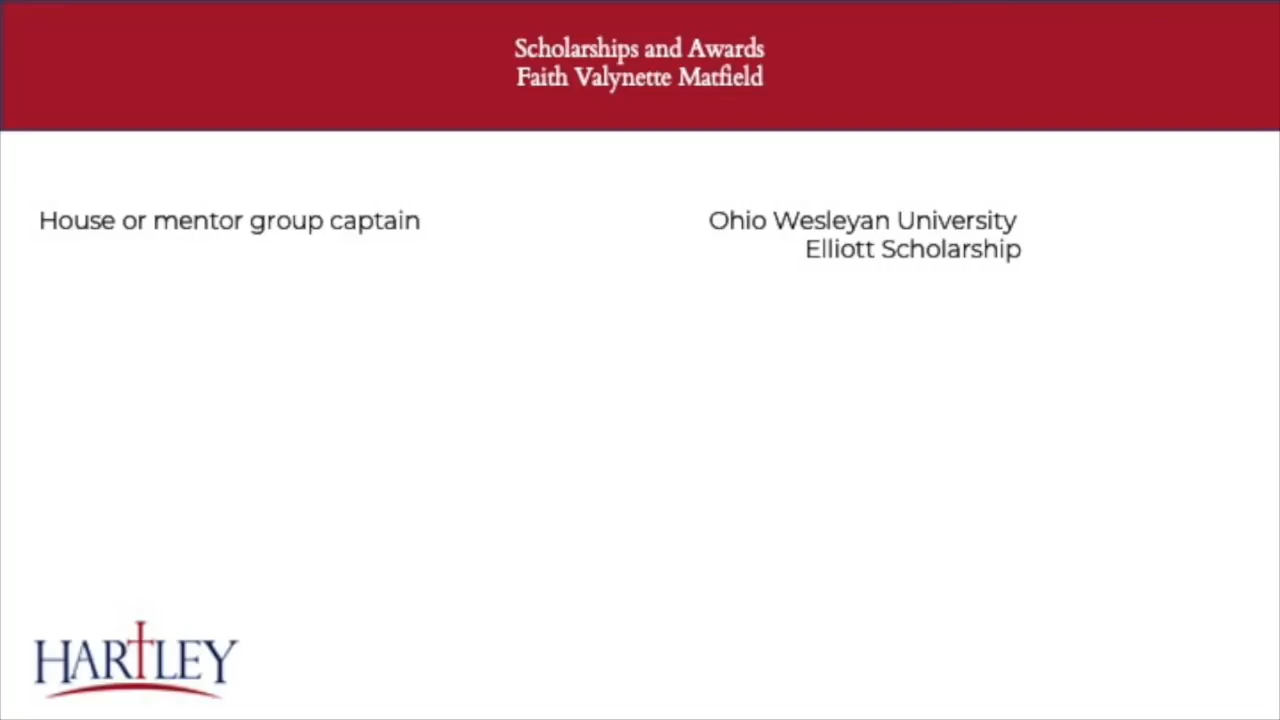 Scholarships and Awards
Faith Valynette Matfield
House or mentor group captain
Ohio Wesleyan University
Elliott Scholarship
HARTLEY